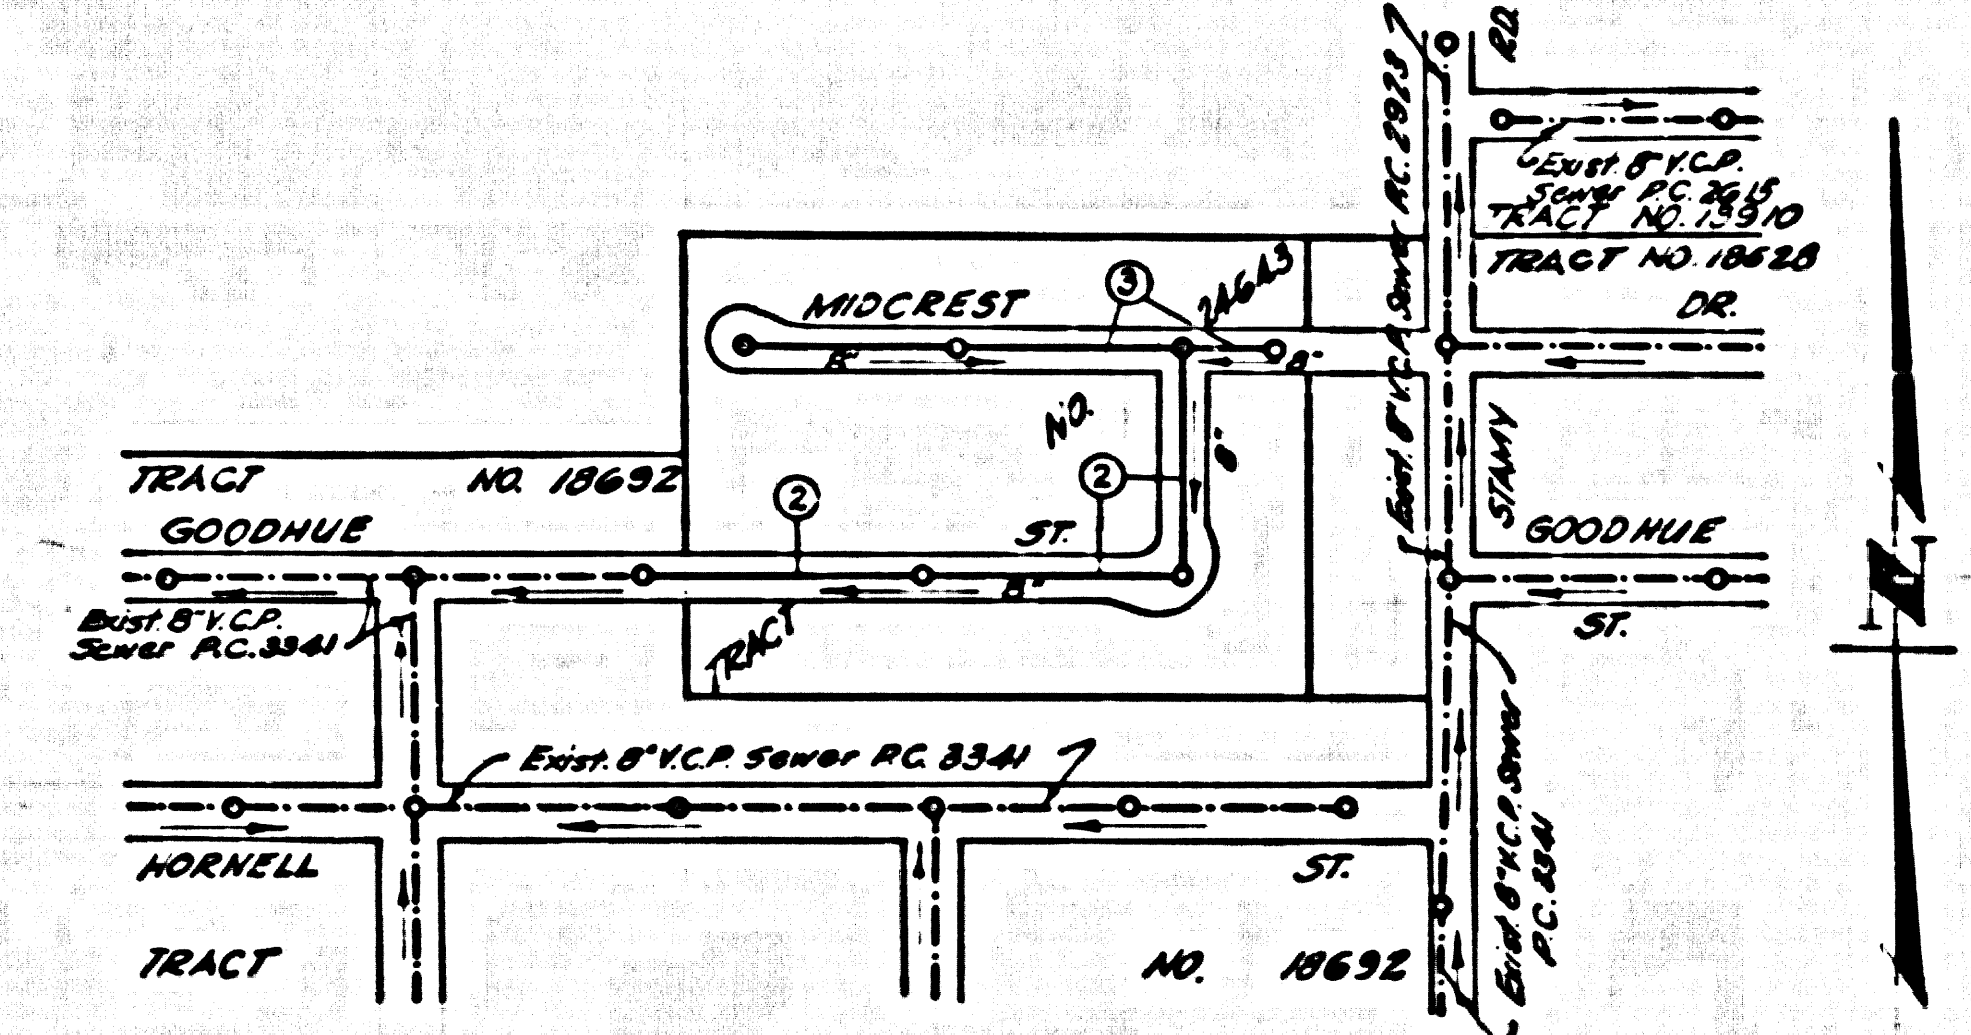 RD.
Exist. 8" V.C.P. Sewer P.C. 2923
Exist. 8" V.C.P.
Sewer P.C. 2615
TRACT NO. 13910
TRACT NO. 18628
DR.
MIDCREST
3
24643
8"
8"
NO.
8"
STAMY
TRACT NO. 18692
2
2
GOODHUE
ST.
GOODHUE
ST.
8"
Exist. 8" V.C.P.
Sewer P.C. 3341
TRACT
N
Exist. 8" V.C.P. Sewer P.C. 3341
Exist. 8" V.C.P. Sewer
P.C. 3341
HORNELL
ST.
TRACT
NO. 18692